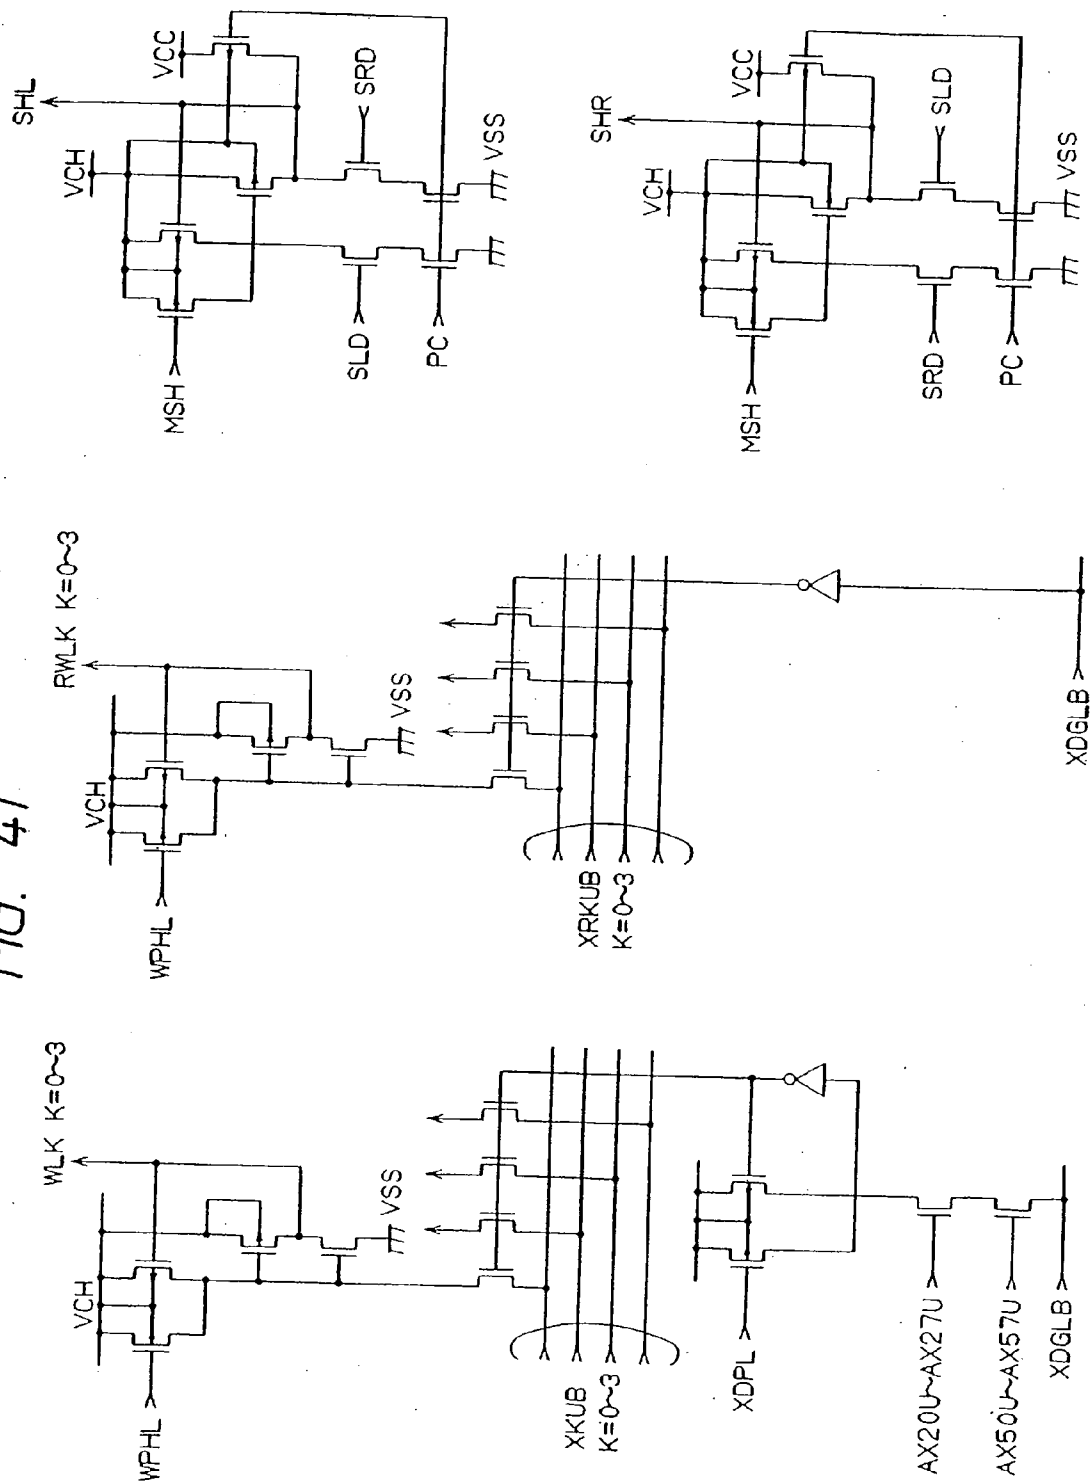 FIG. 41
WLK K=0~3
VCH
WPHL
VSS
XKUB
K=0~3
XDPL
AX20U~AX27U
AX50U~AX57U
XDGLB
RWLK K=0~3
VCH
WPHL
VSS
XRKUB
K=0~3
XDGLB
SHL
VCH
VCC
MSH
SRD
SLD
PC
VSS
SHR
VCH
VCC
MSH
SLD
SRD
PC
VSS